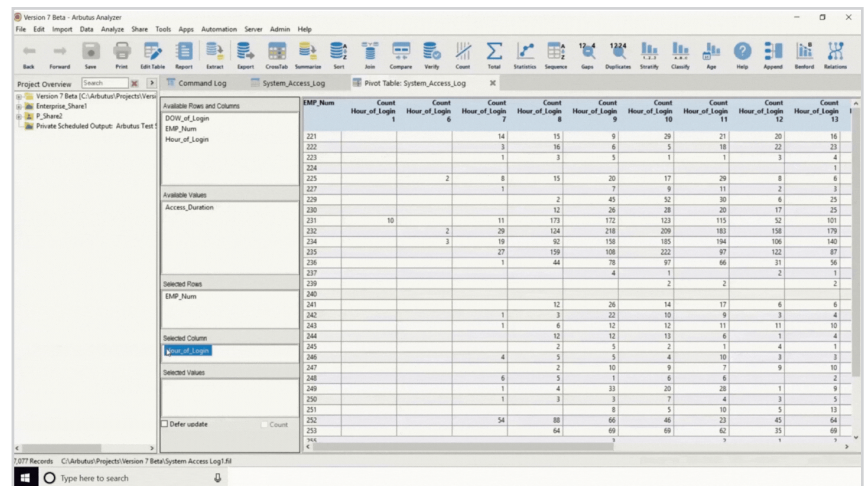 Version 7 Beta - Arbutus Analyzer
File Edit Import Data Analyze Share Tools Apps Automation Server Admin Help
Back Forward Save Print Edit Table Report Extract Export CrossTab Summarize Sort Join Compare Verify Count Total Statistics Sequence Gaps Duplicates Stratify Classify Age Help Append Benford Relations
Project Overview Search Command Log System_Access_Log Pivot Table: System_Access_Log
Version 7 Beta [C:\Arbutus\Projects\Versi
Enterprise_Share1
P_Share2
Private Scheduled Output: Arbutus Test S
Available Rows and Columns
DOW_of_Login
EMP_Num
Hour_of_Login
Available Values
Access_Duration
Selected Rows
EMP_Num
Selected Column
Hour_of_Login
Selected Values
Defer update Count
EMP_Num Count Count Count Count Count Count Count Count Count
Hour_of_Login Hour_of_Login Hour_of_Login Hour_of_Login Hour_of_Login Hour_of_Login Hour_of_Login Hour_of_Login Hour_of_Login
1 6 7 8 9 10 11 12 13
221 14 15 9 29 21 20 16
222 3 16 6 5 18 22 23
223 1 3 5 1 1 3 4
224 1
225 2 8 15 20 17 29 8 6
227 1 7 9 11 2 3
229 2 45 52 30 6 25
230 12 26 28 20 17 25
231 10 11 173 172 123 115 52 101
232 2 29 124 218 209 183 158 179
234 3 19 92 158 185 194 106 140
235 27 159 108 222 97 122 87
236 1 44 78 97 66 31 56
237 4 1 2 1
239 2 2 2
240
241 12 26 14 17 6 6
242 1 3 22 10 9 3 4
243 1 6 12 12 11 11 10
244 12 12 13 6 1 4
245 2 5 2 1 4 1
246 4 5 5 4 10 3 3
247 2 10 9 7 9 10
248 6 5 1 6 6 2
249 1 4 33 20 28 1 9
250 1 3 3 7 4 3 5
251 8 5 10 5 13
252 54 88 66 46 23 45 64
253 64 69 69 62 35 69
7,077 Records C:\Arbutus\Projects\Version 7 Beta\System Access Log1.fil
Type here to search